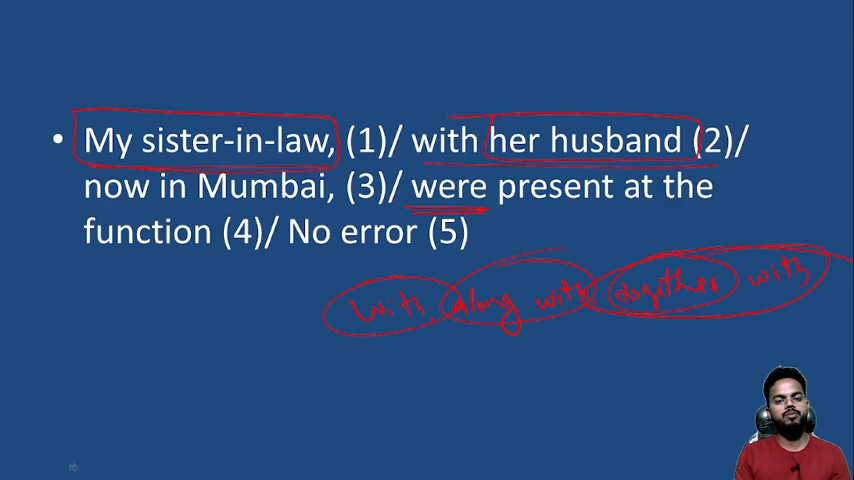 • My sister-in-law, (1)/ with her husband (2)/
now in Mumbai, (3)/ were present at the
function (4)/ No error (5)
with along with together with